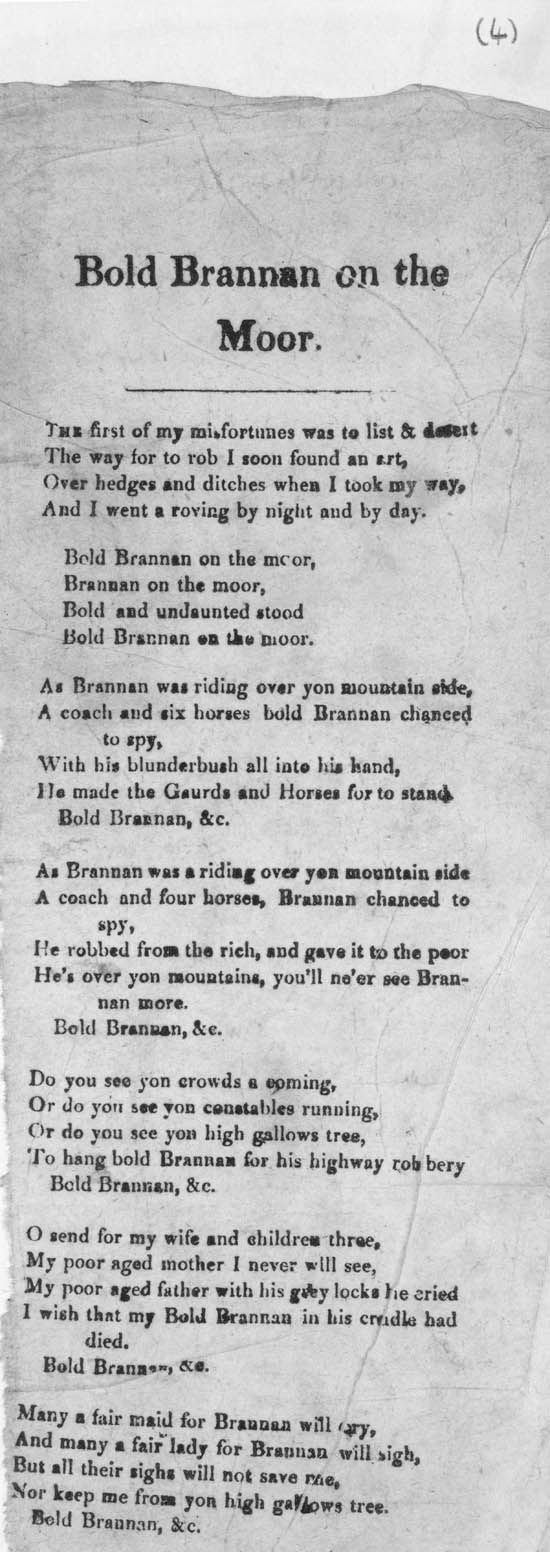 (4)
Bold Brannan on the
Moor.
THE first of my misfortunes was to list & desert
The way for to rob I soon found an art,
Over hedges and ditches when I took my way,
And I went a roving by night and by day.
Bold Brannan on the moor,
Brannan on the moor,
Bold and undaunted stood
Bold Brannan on the moor.
As Brannan was riding over yon mountain side,
A coach and six horses bold Brannan chanced
to spy,
With his blunderbush all into his hand,
He made the Gaurds and Horses for to stand.
Bold Brannan, &c.
As Brannan was a riding over yon mountain side
A coach and four horses, Brannan chanced to
spy,
He robbed from the rich, and gave it to the poor
He's over yon mountains, you'll ne'er see Bran-
nan more.
Bold Brannan, &c.
Do you see yon crowds a coming,
Or do you see yon constables running,
Or do you see yon high gallows tree,
To hang bold Brannan for his highway robbery
Bold Brannan, &c.
O send for my wife and children three,
My poor aged mother I never will see,
My poor aged father with his grey locks he cried
I wish that my Bold Brannan in his cradle had
died.
Bold Brannan, &c.
Many a fair maid for Brannan will cry,
And many a fair lady for Brannan will sigh,
But all their sighs will not save me,
Nor keep me from yon high gallows tree.
Bold Brannan, &c.